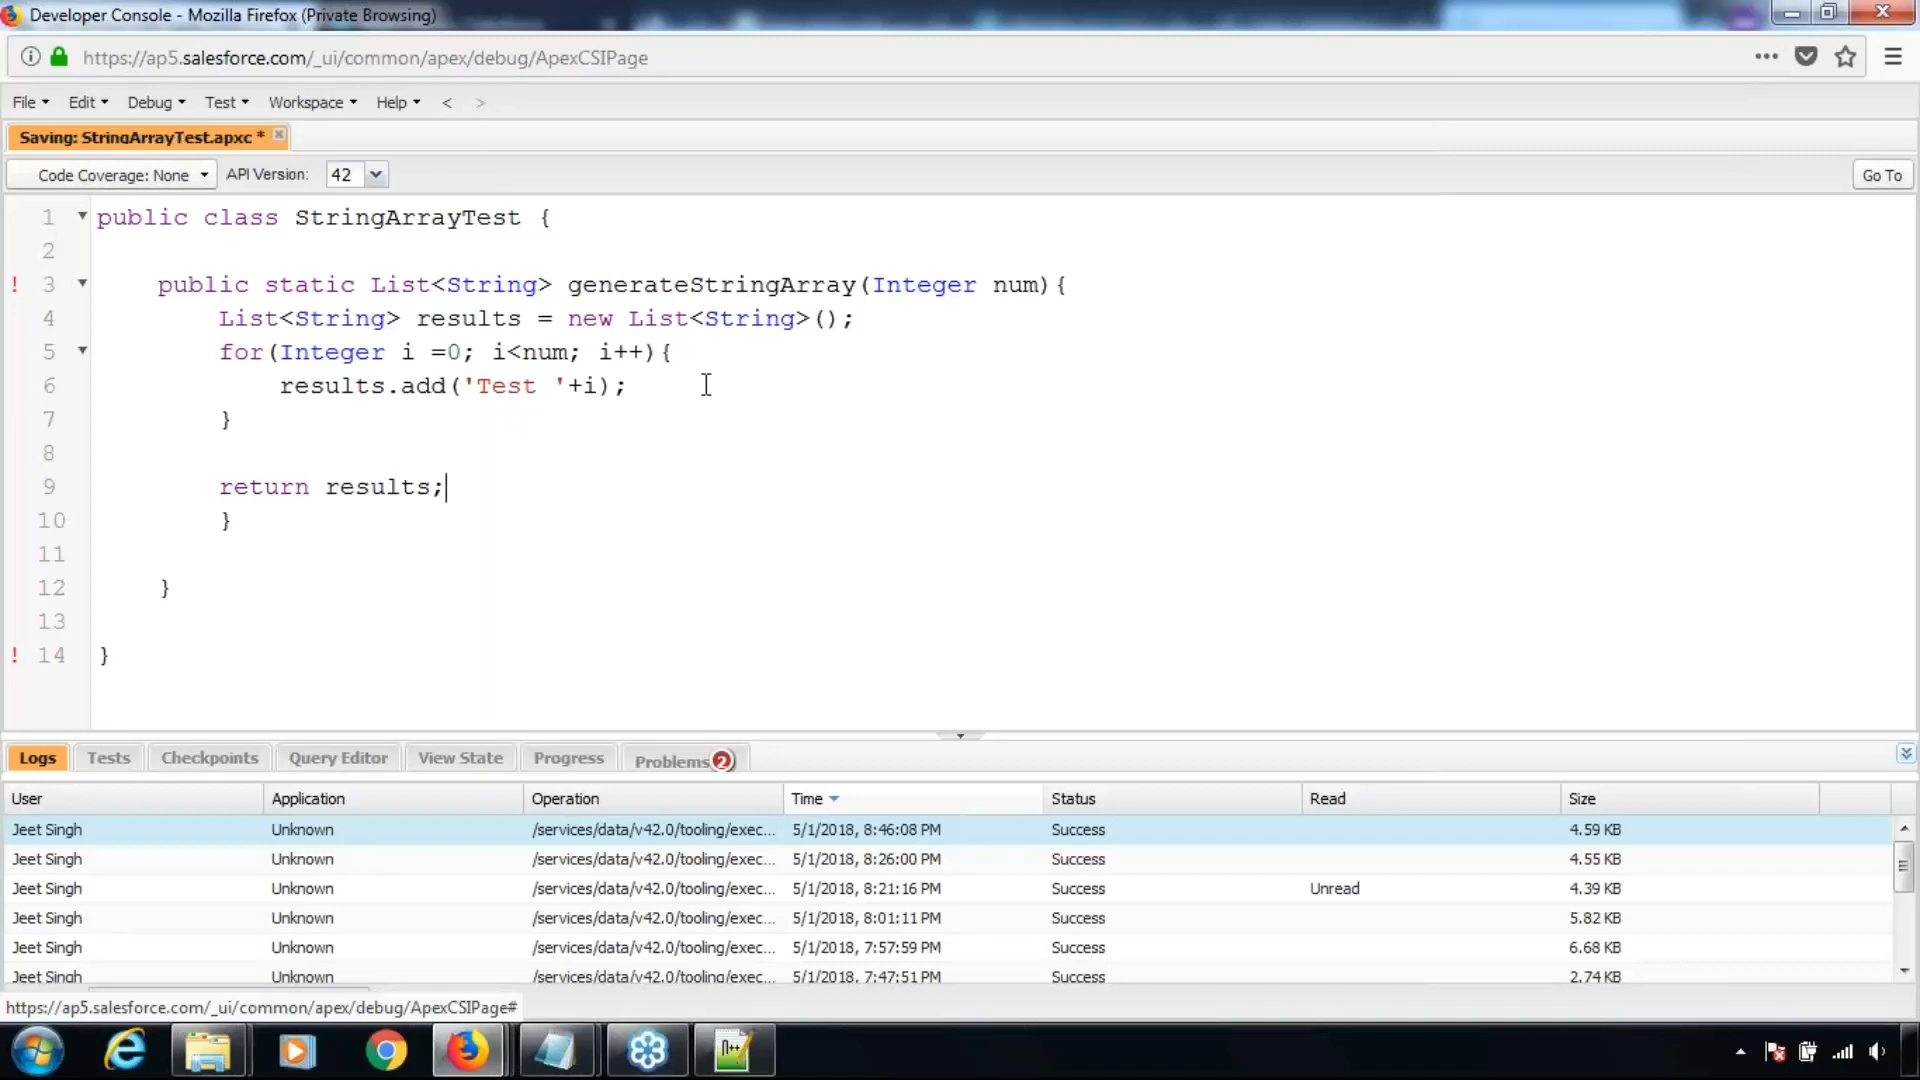 Developer Console - Mozilla Firefox (Private Browsing)
https://ap5.salesforce.com/_ui/common/apex/debug/ApexCSIPage
File Edit Debug Test Workspace Help < >
Saving: StringArrayTest.apxc *
Code Coverage: None API Version: 42 Go To
1 public class StringArrayTest {
2
! 3 public static List<String> generateStringArray(Integer num){
4 List<String> results = new List<String>();
5 for(Integer i =0; i<num; i++){
6 results.add('Test '+i);
7 }
8
9 return results;
10 }
11
12 }
13
! 14 }
Logs Tests Checkpoints Query Editor View State Progress Problems 2
User Application Operation Time Status Read Size
Jeet Singh Unknown /services/data/v42.0/tooling/exec... 5/1/2018, 8:46:08 PM Success 4.59 KB
Jeet Singh Unknown /services/data/v42.0/tooling/exec... 5/1/2018, 8:26:00 PM Success 4.55 KB
Jeet Singh Unknown /services/data/v42.0/tooling/exec... 5/1/2018, 8:21:16 PM Success Unread 4.39 KB
Jeet Singh Unknown /services/data/v42.0/tooling/exec... 5/1/2018, 8:01:11 PM Success 5.82 KB
Jeet Singh Unknown /services/data/v42.0/tooling/exec... 5/1/2018, 7:57:59 PM Success 6.68 KB
Jeet Singh Unknown /services/data/v42.0/tooling/exec... 5/1/2018, 7:47:51 PM Success 2.74 KB
https://ap5.salesforce.com/_ui/common/apex/debug/ApexCSIPage#